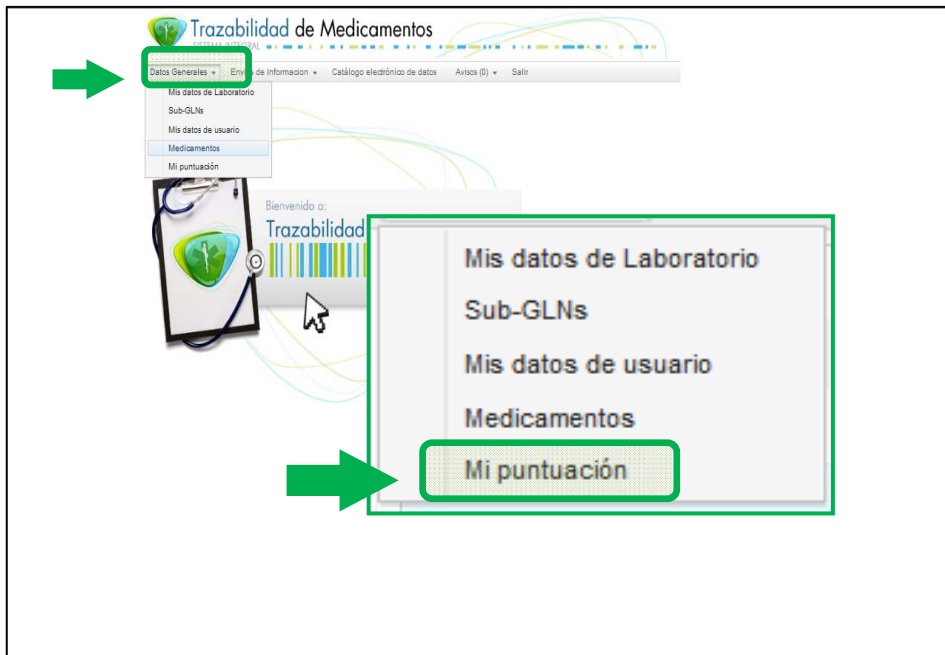 Trazabilidad de Medicamentos
SISTEMA INTEGRAL
Datos Generales Envío de Informacion Catálogo electrónico de datos Avisos (0) Salir
Mis datos de Laboratorio
Sub-GLNs
Mis datos de usuario
Medicamentos
Mi puntuación
Bienvenido a:
Trazabilidad
Mis datos de Laboratorio
Sub-GLNs
Mis datos de usuario
Medicamentos
Mi puntuación